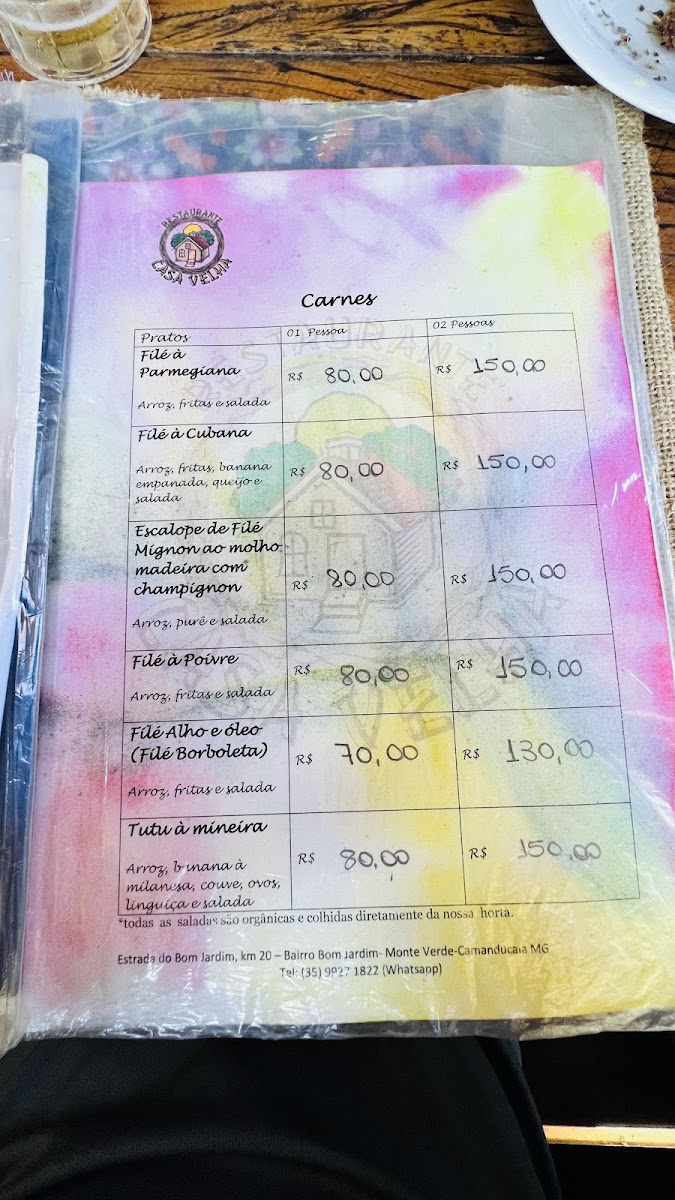 RESTAURANTE
CASA VELHA
Carnes
Pratos 01 Pessoa 02 Pessoas
Filé à
Parmegiana
Arroz, fritas e salada
R$ 80,00 R$ 150,00
Filé à Cubana
Arroz, fritas, banana
empanada, queijo e
salada
R$ 80,00 R$ 150,00
Escalope de Filé
Mignon ao molho
madeira com
champignon
Arroz, purê e salada
R$ 80,00 R$ 150,00
Filé à Poivre
Arroz, fritas e salada
R$ 80,00 R$ 150,00
Filé Alho e óleo
(Filé Borboleta)
Arroz, fritas e salada
R$ 70,00 R$ 130,00
Tutu à mineira
Arroz, banana à
milanesa, couve, ovos,
linguiça e salada
R$ 80,00 R$ 150,00
*todas as saladas são orgânicas e colhidas diretamente da nossa horta.
Estrada do Bom Jardim, km 20 – Bairro Bom Jardim- Monte Verde-Camanducaia MG
Tel: (35) 9927 1822 (Whatsapp)